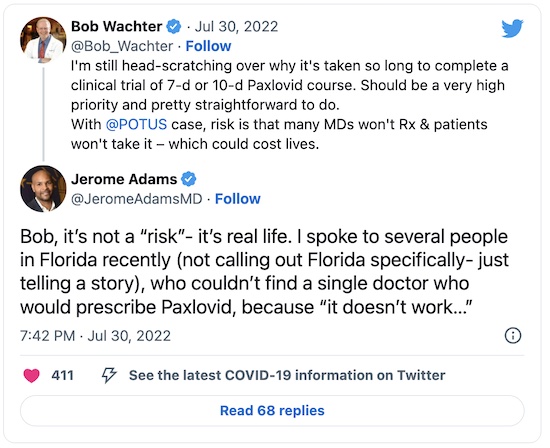 Bob Wachter · Jul 30, 2022
@Bob_Wachter · Follow
I'm still head-scratching over why it's taken so long to complete a
clinical trial of 7-d or 10-d Paxlovid course. Should be a very high
priority and pretty straightforward to do.
With @POTUS case, risk is that many MDs won't Rx & patients
won't take it – which could cost lives.
Jerome Adams
@JeromeAdamsMD · Follow
Bob, it’s not a “risk”- it’s real life. I spoke to several people
in Florida recently (not calling out Florida specifically- just
telling a story), who couldn’t find a single doctor who
would prescribe Paxlovid, because “it doesn’t work...”
7:42 PM · Jul 30, 2022
411 See the latest COVID-19 information on Twitter
Read 68 replies